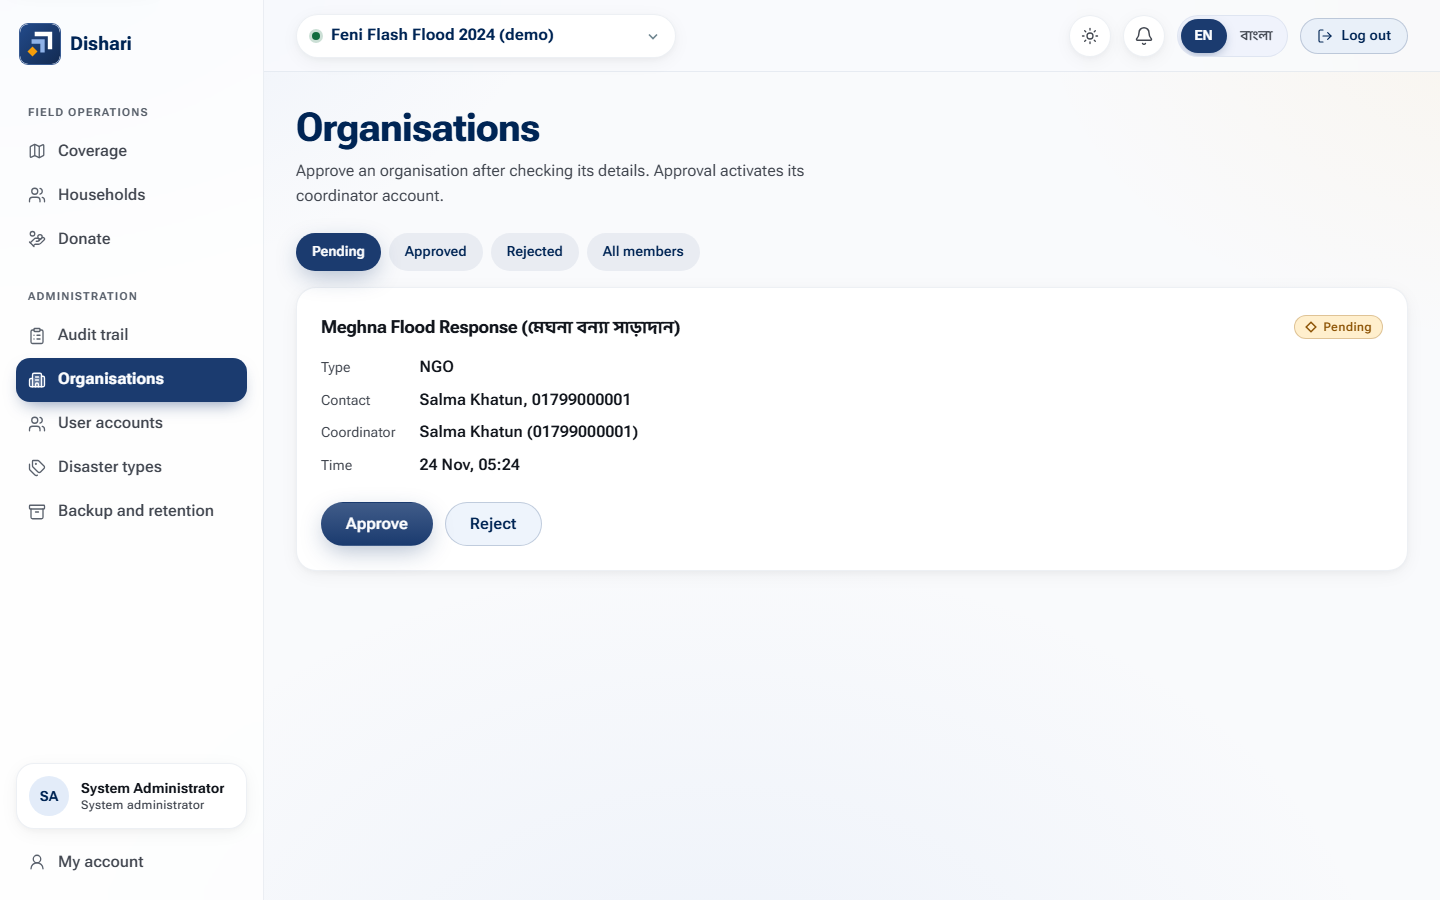 Dishari
Feni Flash Flood 2024 (demo)
EN
বাংলা
Log out
FIELD OPERATIONS
Coverage
Households
Donate
ADMINISTRATION
Audit trail
Organisations
User accounts
Disaster types
Backup and retention
SA
System Administrator
System administrator
My account
Organisations
Approve an organisation after checking its details. Approval activates its
coordinator account.
Pending
Approved
Rejected
All members
Meghna Flood Response (মেঘনা বন্যা সাড়াদান)
Pending
Type NGO
Contact Salma Khatun, 01799000001
Coordinator Salma Khatun (01799000001)
Time 24 Nov, 05:24
Approve
Reject